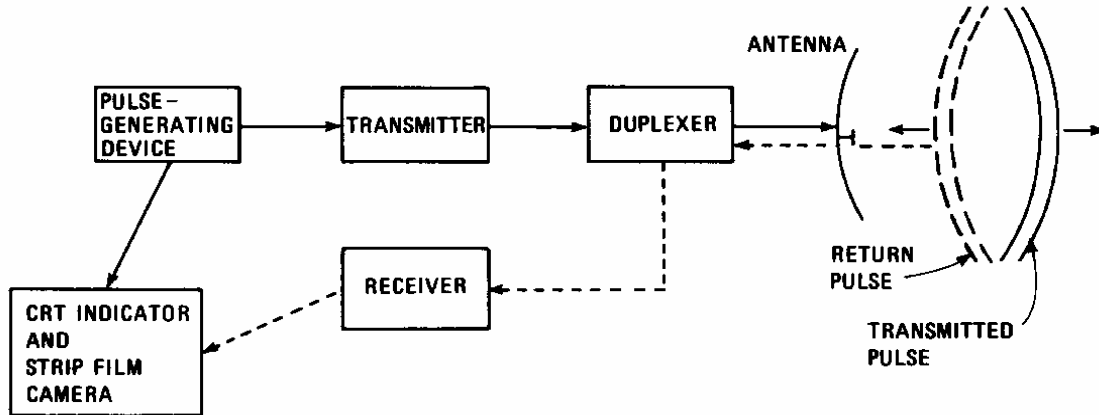 ANTENNA
PULSE-
GENERATING
DEVICE
TRANSMITTER
DUPLEXER
RETURN
PULSE
RECEIVER
TRANSMITTED
PULSE
CRT INDICATOR
AND
STRIP FILM
CAMERA